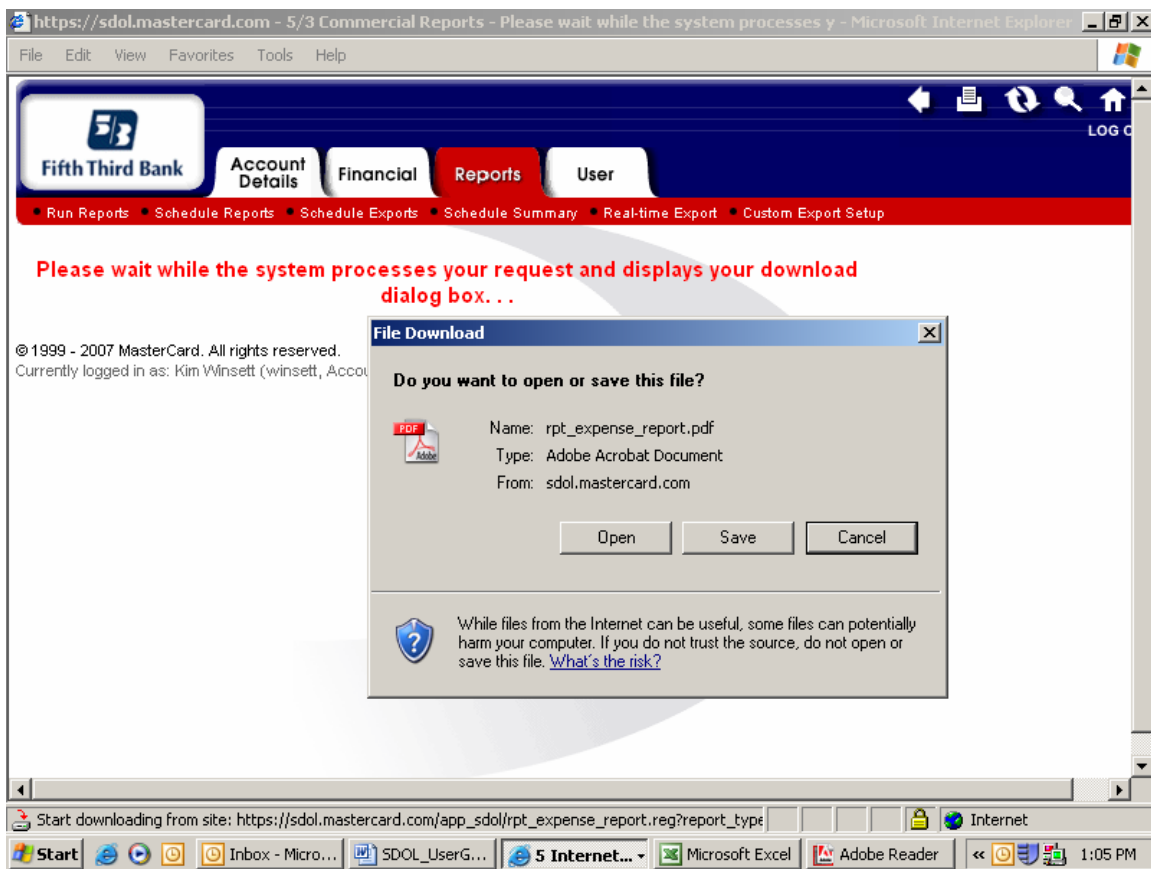 https://sdol.mastercard.com - 5/3 Commercial Reports - Please wait while the system processes y - Microsoft Internet Explorer
File Edit View Favorites Tools Help
LOG O
5/3
Fifth Third Bank
Account Details Financial Reports User
Run Reports Schedule Reports Schedule Exports Schedule Summary Real-time Export Custom Export Setup
Please wait while the system processes your request and displays your download
dialog box. . .
© 1999 - 2007 MasterCard. All rights reserved.
Currently logged in as: Kim Winsett (winsett, Accou
File Download
Do you want to open or save this file?
PDF
Adobe
Name: rpt_expense_report.pdf
Type: Adobe Acrobat Document
From: sdol.mastercard.com
Open Save Cancel
While files from the Internet can be useful, some files can potentially
harm your computer. If you do not trust the source, do not open or
save this file. What's the risk?
Start downloading from site: https://sdol.mastercard.com/app_sdol/rpt_expense_report.reg?report_type
Internet
Start Inbox - Micro... SDOL_UserG... 5 Internet... Microsoft Excel Adobe Reader « 1:05 PM